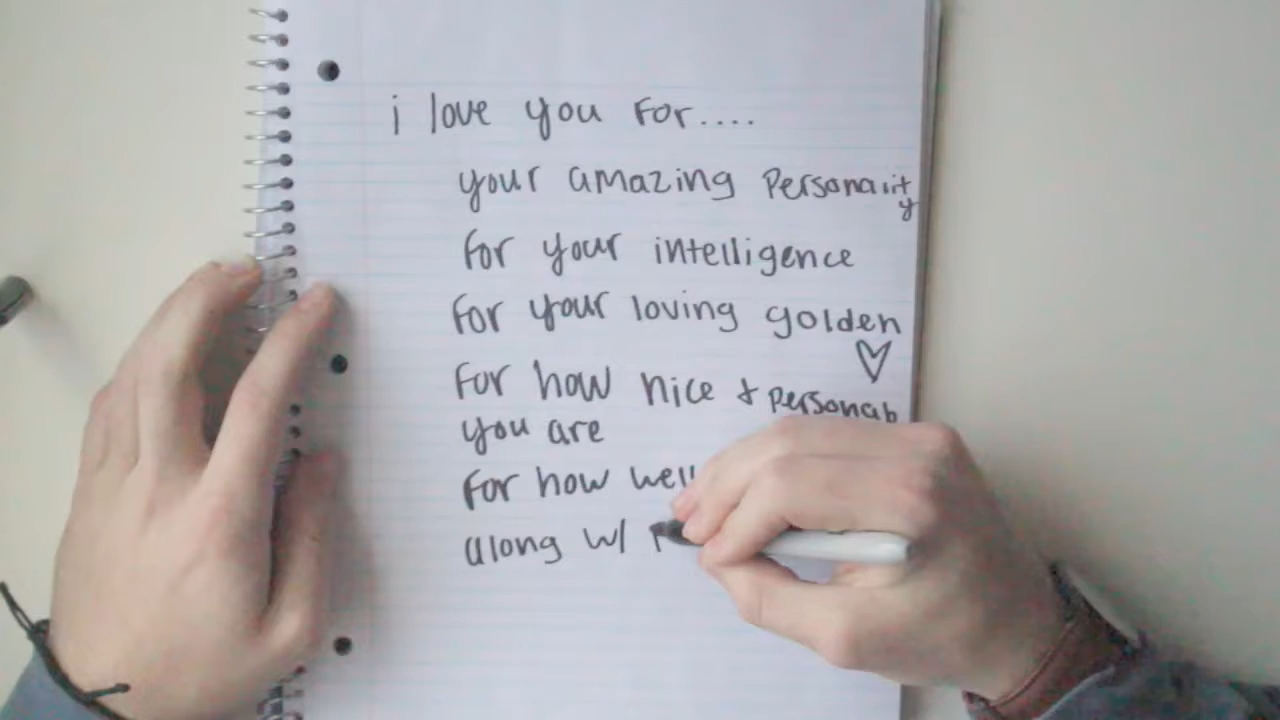 i love you for....
your amazing Personality
for your intelligence
for your loving golden
♡
for how nice & Personab
you are
for how well
along w/